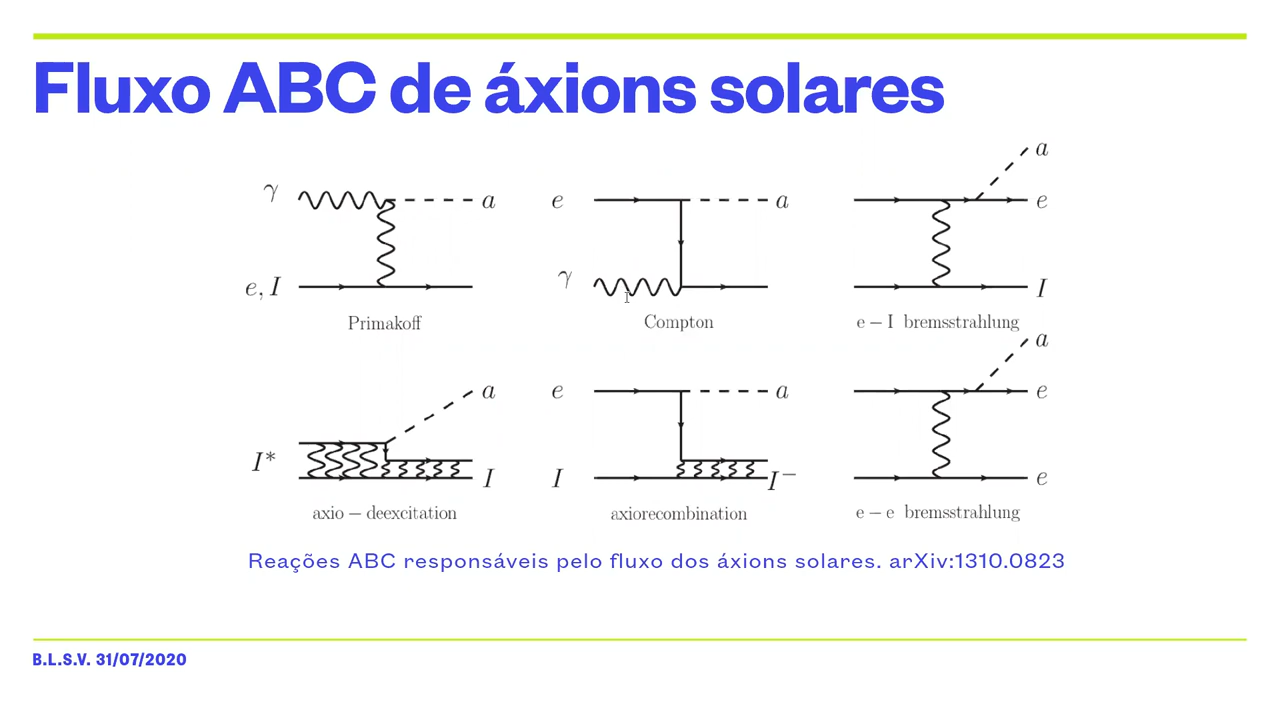 Fluxo ABC de áxions solares
γ
a
e, I
Primakoff
e
a
γ
Compton
a
e
I
e – I bremsstrahlung
I*
a
I
axio – deexcitation
e
a
I
I⁻
axiorecombination
a
e
e
e – e bremsstrahlung
Reações ABC responsáveis pelo fluxo dos áxions solares. arXiv:1310.0823
B.L.S.V. 31/07/2020